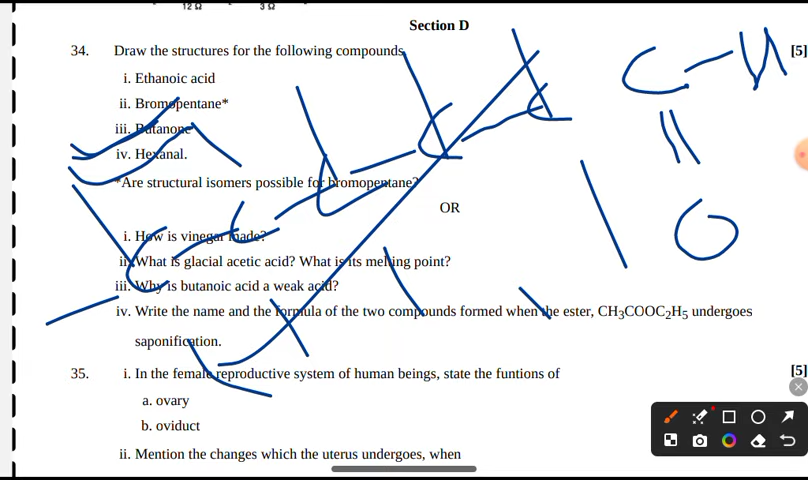 12 Ω 3 Ω
Section D
34. Draw the structures for the following compounds. [5]
i. Ethanoic acid
ii. Bromopentane*
iii. Butanone
iv. Hexanal.
*Are structural isomers possible for bromopentane?
OR
i. How is vinegar made?
ii. What is glacial acetic acid? What is its melting point?
iii. Why is butanoic acid a weak acid?
iv. Write the name and the formula of the two compounds formed when the ester, CH₃COOC₂H₅ undergoes
saponification.
35. i. In the female reproductive system of human beings, state the funtions of [5]
a. ovary
b. oviduct
ii. Mention the changes which the uterus undergoes, when
C H
O